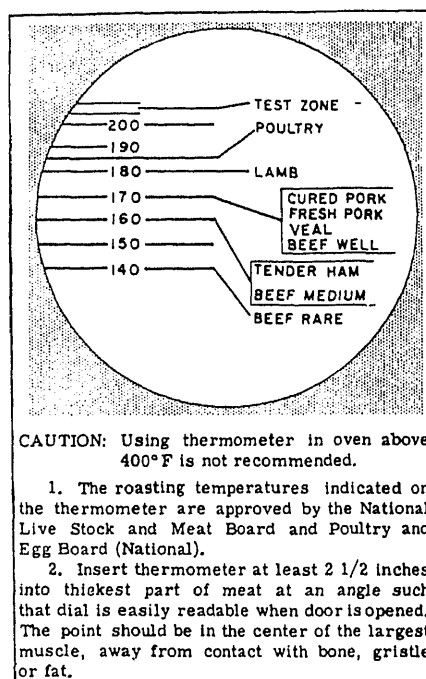 TEST ZONE
200
POULTRY
190
180 LAMB
170
CURED PORK
FRESH PORK
VEAL
BEEF WELL
160
150
TENDER HAM
BEEF MEDIUM
140
BEEF RARE
CAUTION: Using thermometer in oven above
400°F is not recommended.
1. The roasting temperatures indicated on
the thermometer are approved by the National
Live Stock and Meat Board and Poultry and
Egg Board (National).
2. Insert thermometer at least 2 1/2 inches
into thickest part of meat at an angle such
that dial is easily readable when door is opened.
The point should be in the center of the largest
muscle, away from contact with bone, gristle
or fat.